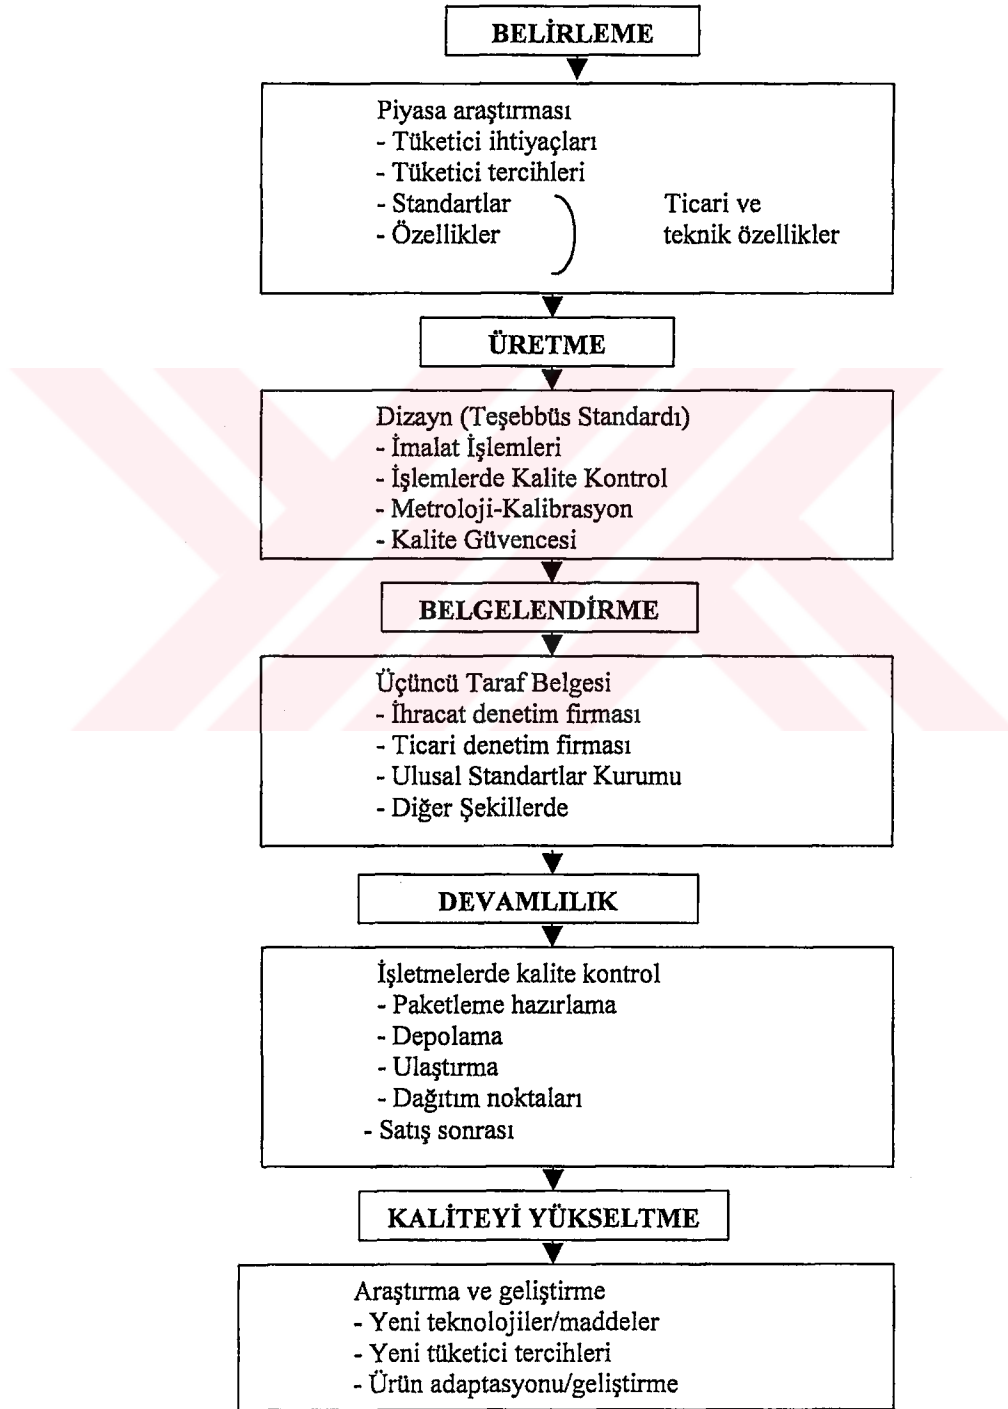 BELİRLEME
Piyasa araştırması
- Tüketici ihtiyaçları
- Tüketici tercihleri
- Standartlar
- Özellikler
Ticari ve
teknik özellikler
ÜRETME
Dizayn (Teşebbüs Standardı)
- İmalat İşlemleri
- İşlemlerde Kalite Kontrol
- Metroloji-Kalibrasyon
- Kalite Güvencesi
BELGELENDİRME
Üçüncü Taraf Belgesi
- İhracat denetim firması
- Ticari denetim firması
- Ulusal Standartlar Kurumu
- Diğer Şekillerde
DEVAMLILIK
İşletmelerde kalite kontrol
- Paketleme hazırlama
- Depolama
- Ulaştırma
- Dağıtım noktaları
- Satış sonrası
KALİTEYİ YÜKSELTME
Araştırma ve geliştirme
- Yeni teknolojiler/maddeler
- Yeni tüketici tercihleri
- Ürün adaptasyonu/geliştirme